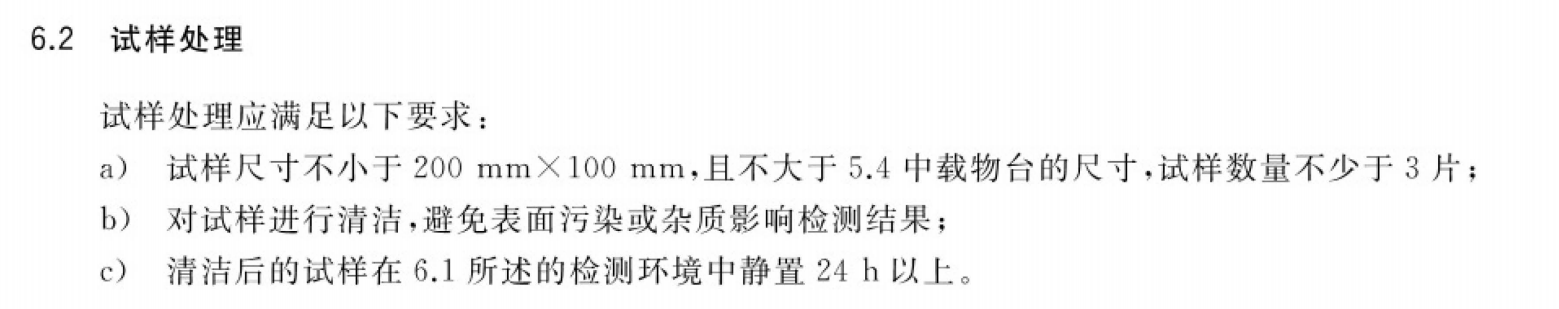 6.2 试样处理
试样处理应满足以下要求：
a) 试样尺寸不小于 200 mm×100 mm,且不大于 5.4 中载物台的尺寸,试样数量不少于 3 片；
b) 对试样进行清洁,避免表面污染或杂质影响检测结果；
c) 清洁后的试样在 6.1 所述的检测环境中静置 24 h 以上。